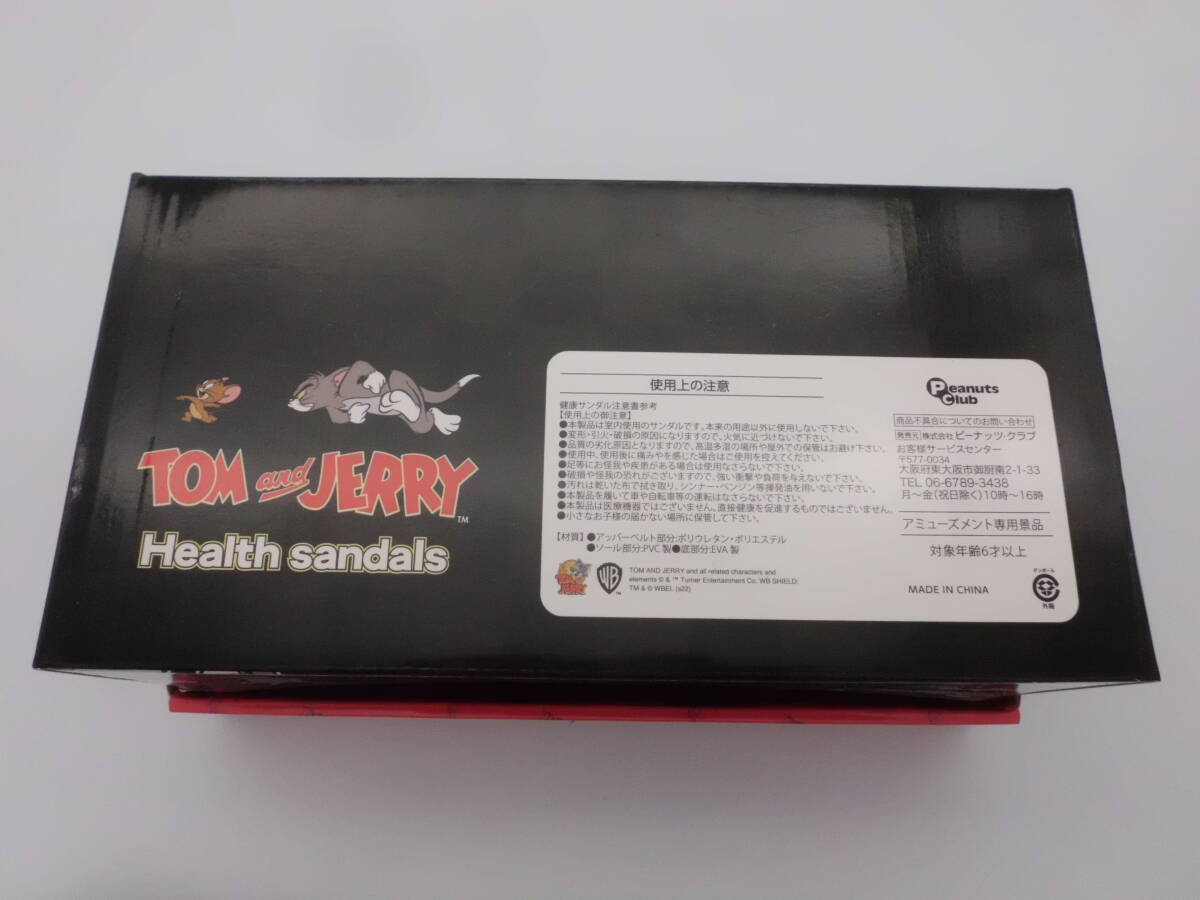 TOM and JERRY
TM
Health sandals
使用上の注意
健康サンダル注意書参考
【使用上の御注意】
●本製品は室内使用のサンダルです。本来の用途以外に使用しないで下さい。
●変形・引火・破損の原因になりますので、火気に近づけないで下さい。
●品質の劣化原因となりますので、高温多湿の場所や屋外での保管はお避け下さい。
●使用中、使用後に痛みやを感じた場合はご使用を控えてください。
●足等にお怪我や疾患がある場合は使用なさらないで下さい。
●破損や怪我の恐れがございますので、強い衝撃や負荷を与えないで下さい。
●汚れは乾いた布で拭き取り、シンナー・ベンジン等揮発油を用いないで下さい。
●本製品を履いて車や自転車等の運転はなさらないで下さい。
●本製品は医療機器ではございません。直接健康を促進するものではございません。
●小さなお子様の届かない場所に保管して下さい。
【材質】●アッパーベルト部分:ポリウレタン・ポリエステル
●ソール部分:PVC製●底部分:EVA製
TOM and JERRY
WB
TM
TOM AND JERRY and all related characters and
elements © & ™ Turner Entertainment Co. WB SHIELD:
TM & © WBEI. (s22)
Peanuts
Club
商品不具合についてのお問い合わせ
発売元 株式会社 ピーナッツ・クラブ
お客様サービスセンター
〒577-0034
大阪府東大阪市御厨南2-1-33
TEL 06-6789-3438
月〜金(祝日除く)10時〜16時
アミューズメント専用景品
対象年齢6才以上
MADE IN CHINA
ダンボール
外箱